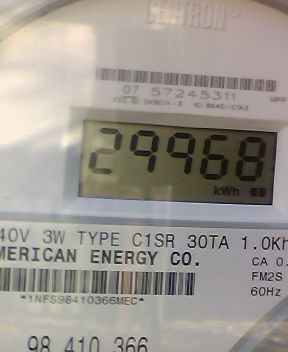 CENTRON®
07 57245311
29968
kWh
40V 3W TYPE C1SR 30TA 1.0Kh
MERICAN ENERGY CO.
CA 0.
FM2S
60Hz
*1NFS98410366MEC*
98 410 366